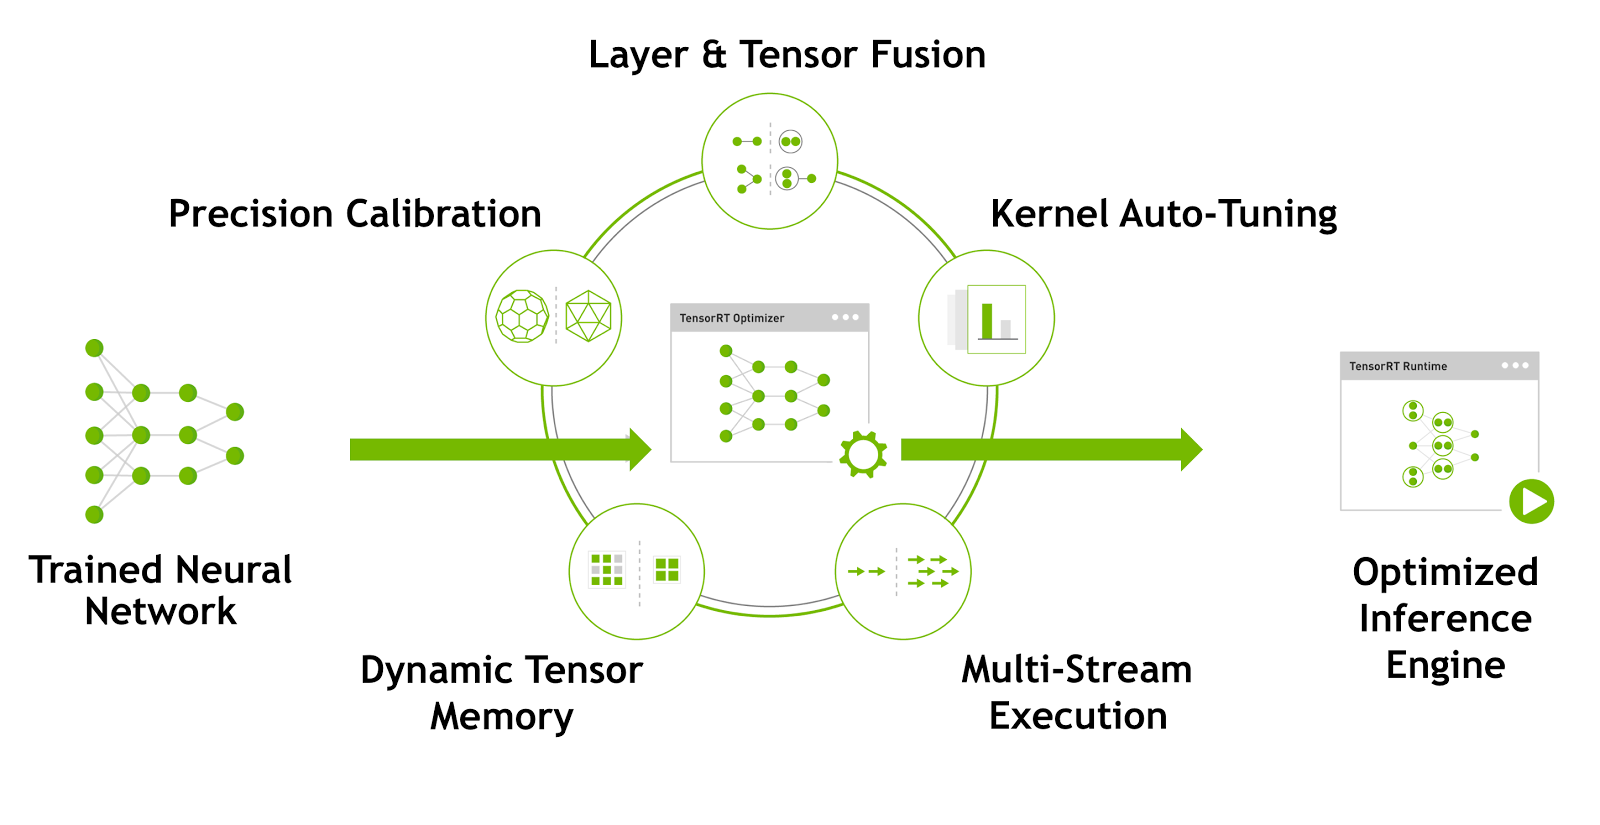 Layer & Tensor Fusion
Precision Calibration
Kernel Auto-Tuning
TensorRT Optimizer
TensorRT Runtime
Trained Neural
Network
Optimized
Inference
Engine
Dynamic Tensor
Memory
Multi-Stream
Execution